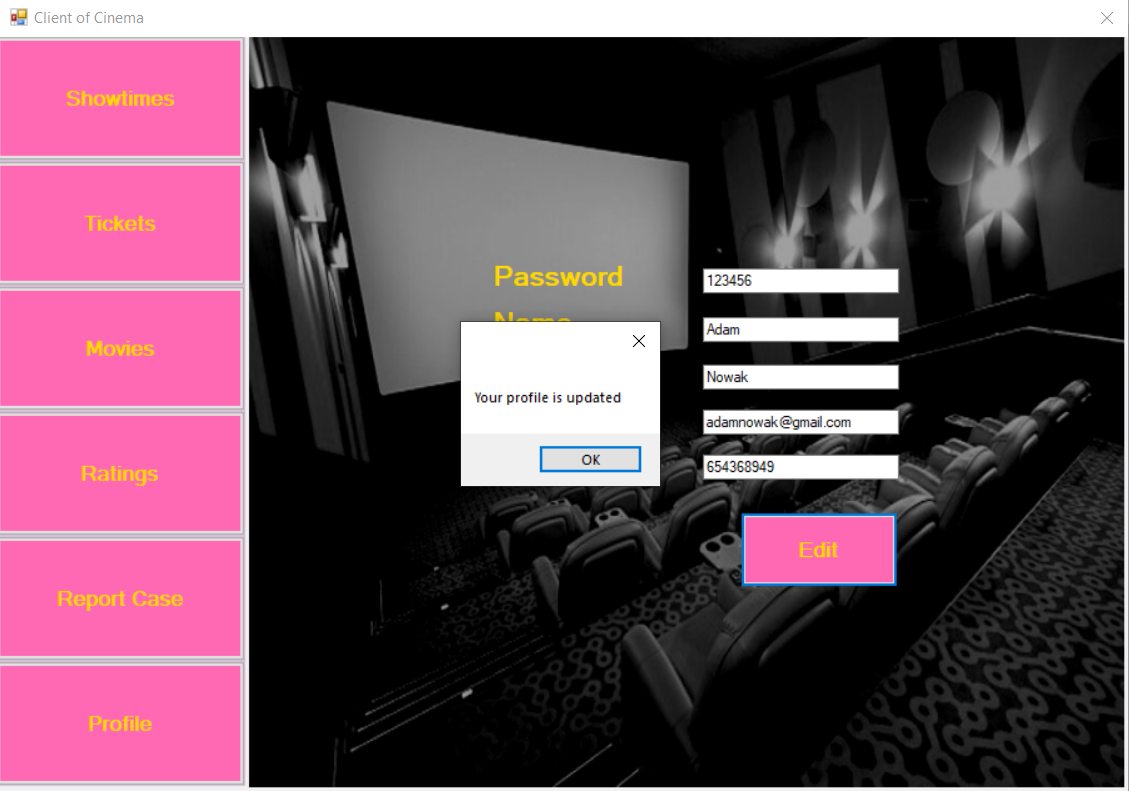 Client of Cinema
Showtimes
Tickets
Movies
Ratings
Report Case
Profile
Password
123456
Name
Adam
Nowak
adamnowak@gmail.com
654368949
Edit
Your profile is updated
OK